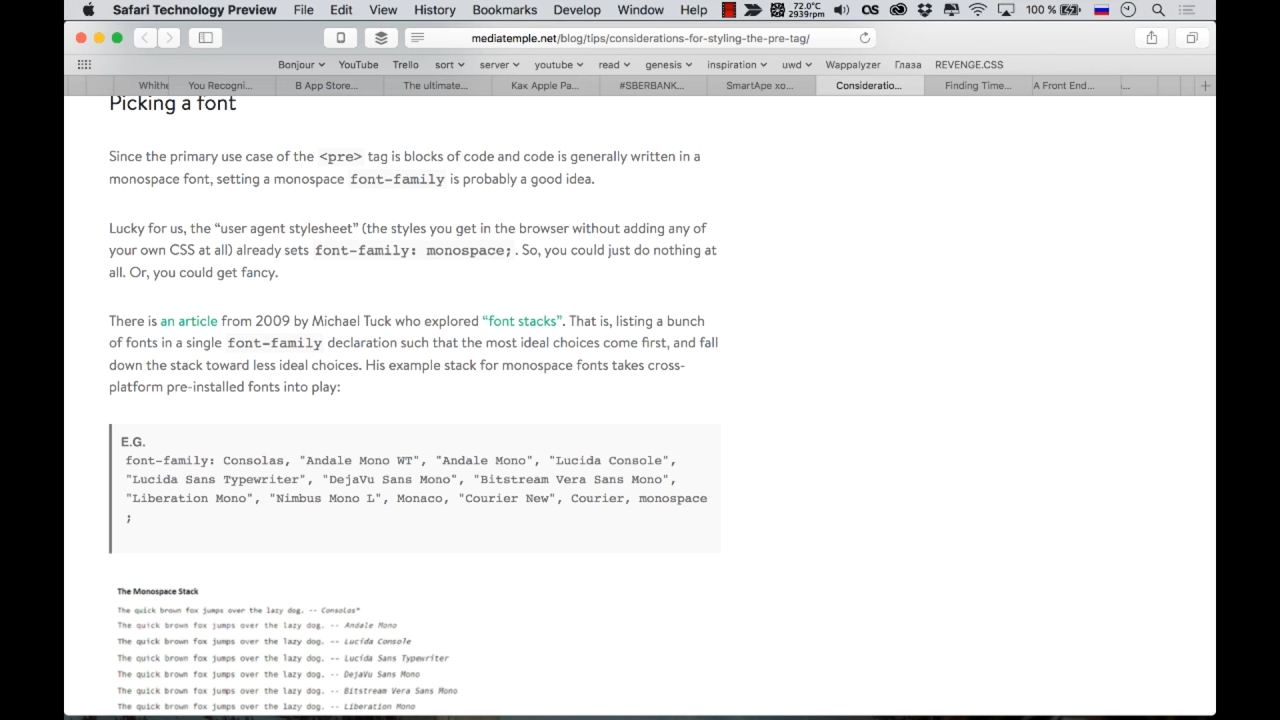 Safari Technology Preview File Edit View History Bookmarks Develop Window Help 72.0°C 2939rpm 100 %
mediatemple.net/blog/tips/considerations-for-styling-the-pre-tag/
Bonjour YouTube Trello sort server youtube read genesis inspiration uwd Wappalyzer Глаза REVENGE.CSS
Whithe You Recogni... B App Store... The ultimate... Как Apple Pa... #SBERBANK... SmartApe хо... Consideratio... Finding Time... A Front End... ...
Picking a font
Since the primary use case of the <pre> tag is blocks of code and code is generally written in a
monospace font, setting a monospace font-family is probably a good idea.
Lucky for us, the “user agent stylesheet” (the styles you get in the browser without adding any of
your own CSS at all) already sets font-family: monospace; . So, you could just do nothing at
all. Or, you could get fancy.
There is an article from 2009 by Michael Tuck who explored “font stacks”. That is, listing a bunch
of fonts in a single font-family declaration such that the most ideal choices come first, and fall
down the stack toward less ideal choices. His example stack for monospace fonts takes cross-
platform pre-installed fonts into play:
E.G.
font-family: Consolas, "Andale Mono WT", "Andale Mono", "Lucida Console",
"Lucida Sans Typewriter", "DejaVu Sans Mono", "Bitstream Vera Sans Mono",
"Liberation Mono", "Nimbus Mono L", Monaco, "Courier New", Courier, monospace
;
The Monospace Stack
The quick brown fox jumps over the lazy dog. -- Consolas*
The quick brown fox jumps over the lazy dog. -- Andale Mono
The quick brown fox jumps over the lazy dog. -- Lucida Console
The quick brown fox jumps over the lazy dog. -- Lucida Sans Typewriter
The quick brown fox jumps over the lazy dog. -- DejaVu Sans Mono
The quick brown fox jumps over the lazy dog. -- Bitstream Vera Sans Mono
The quick brown fox jumps over the lazy dog. -- Liberation Mono